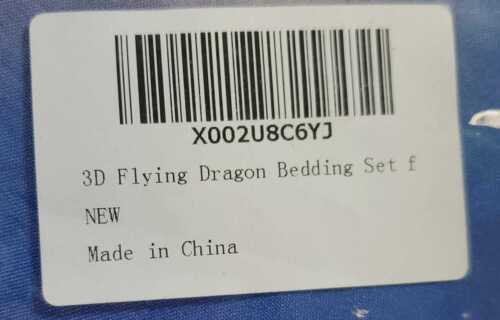 X002U8C6YJ
3D Flying Dragon Bedding Set f
NEW
Made in China